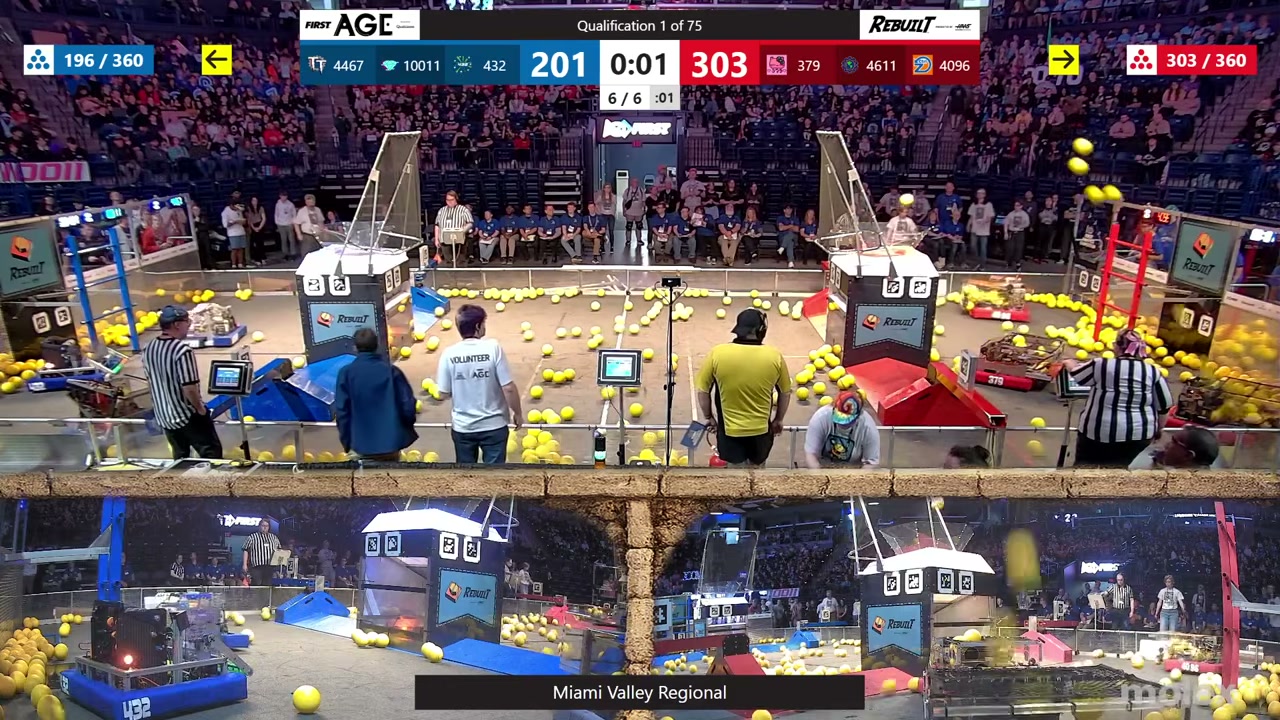 FIRST AGE
Qualification 1 of 75
REBUILT
196 / 360
4467
10011
432
201
0:01
303
379
4611
4096
303 / 360
6 / 6
:01
FIRST
REBUILT
REBUILT
REBUILT
REBUILT
VOLUNTEER
AGE
379
REBUILT
REBUILT
432
Miami Valley Regional